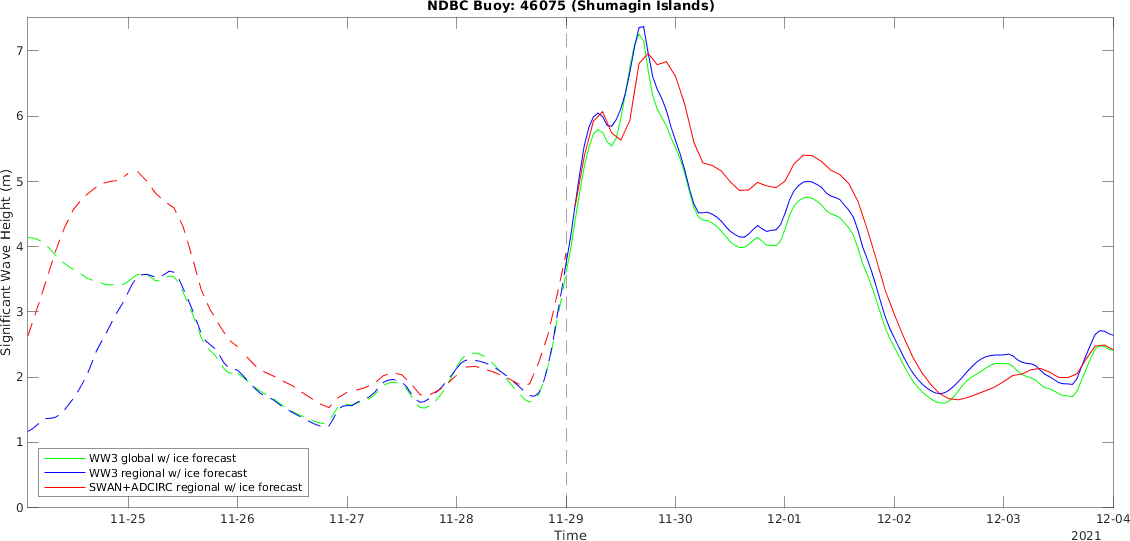 NDBC Buoy: 46075 (Shumagin Islands)
Significant Wave Height (m)
7
6
5
4
3
2
1
0
WW3 global w/ ice forecast
WW3 regional w/ ice forecast
SWAN+ADCIRC regional w/ ice forecast
11-25 11-26 11-27 11-28 11-29 11-30 12-01 12-02 12-03 12-04
Time
2021